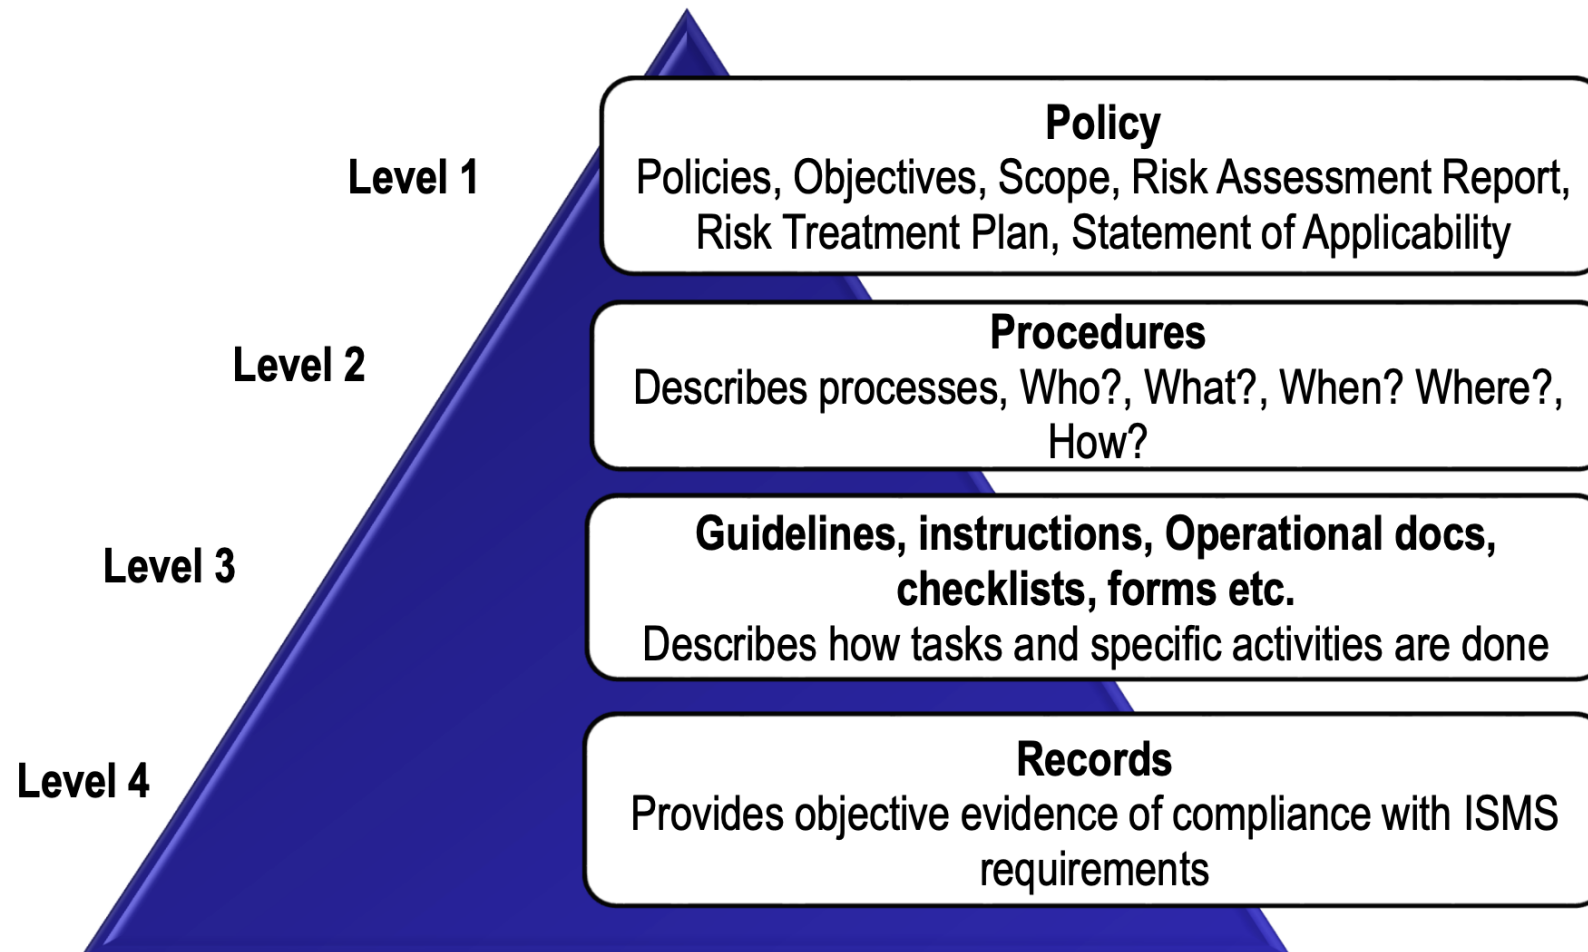 Policy
Level 1
Policies, Objectives, Scope, Risk Assessment Report,
Risk Treatment Plan, Statement of Applicability
Procedures
Level 2
Describes processes, Who?, What?, When? Where?,
How?
Guidelines, instructions, Operational docs,
Level 3
checklists, forms etc.
Describes how tasks and specific activities are done
Records
Level 4
Provides objective evidence of compliance with ISMS
requirements